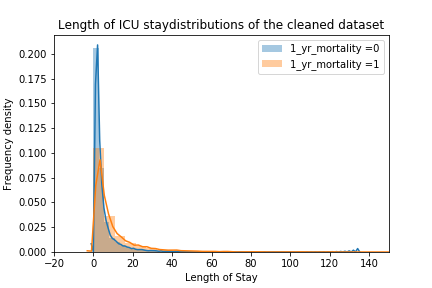 Length of ICU staydistributions of the cleaned dataset
1_yr_mortality =0
1_yr_mortality =1
Frequency density
0.200
0.175
0.150
0.125
0.100
0.075
0.050
0.025
0.000
−20 0 20 40 60 80 100 120 140
Length of Stay